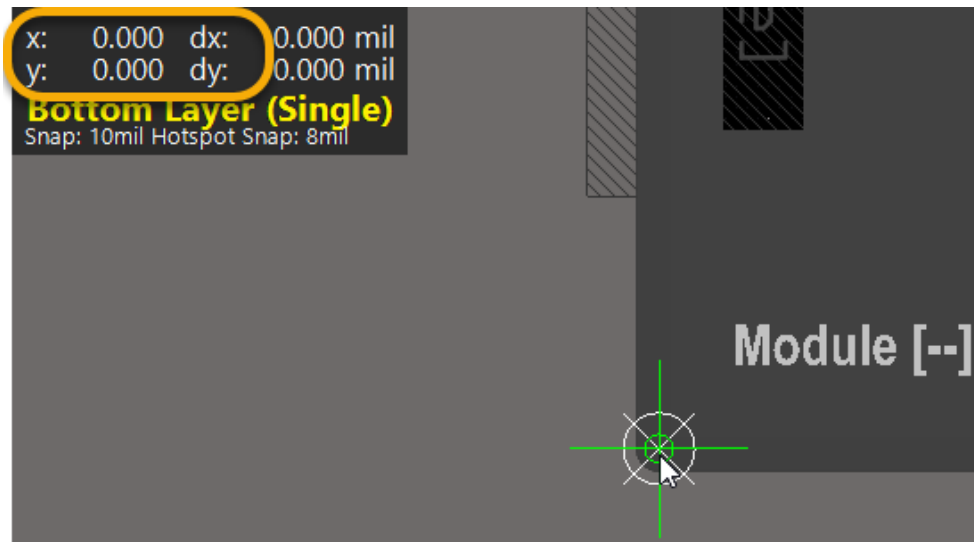 x: 0.000 dx: 0.000 mil
y: 0.000 dy: 0.000 mil
Bottom Layer (Single)
Snap: 10mil Hotspot Snap: 8mil
Module [--]